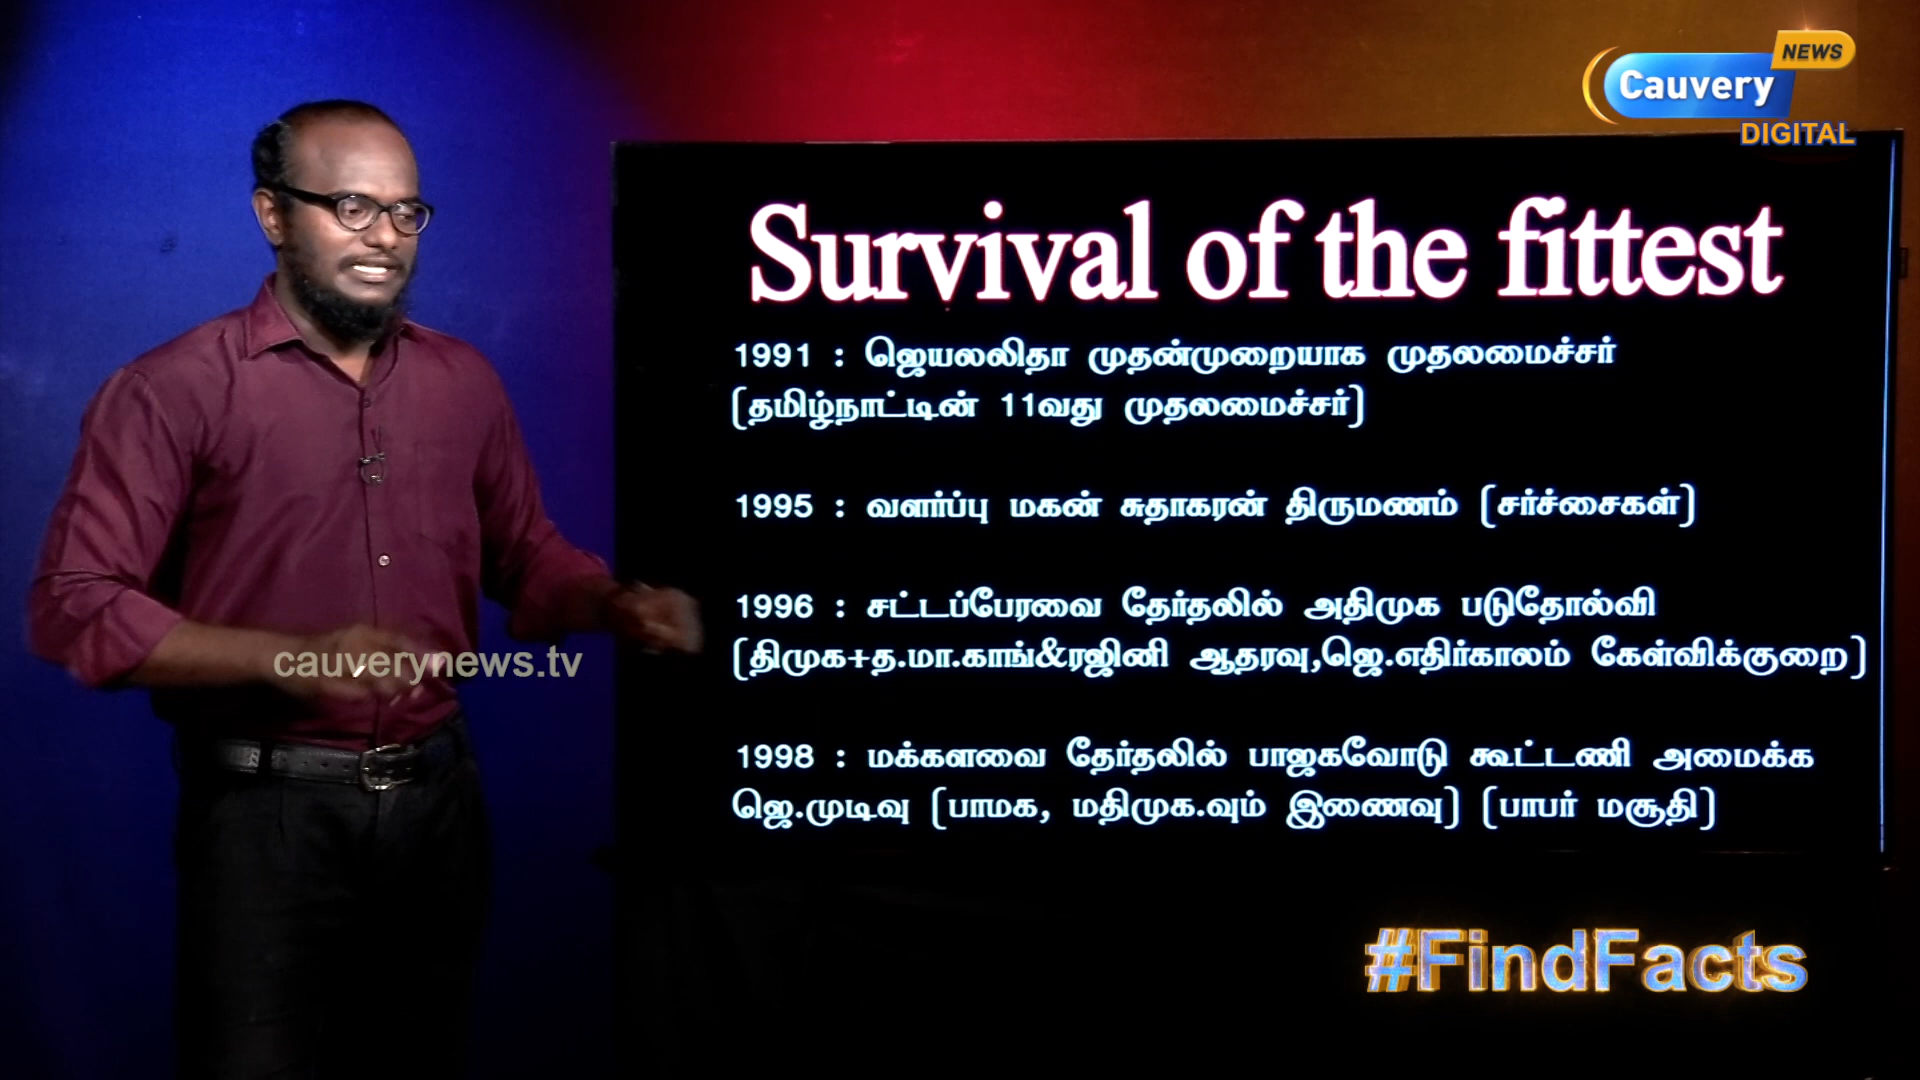 NEWS
Cauvery
DIGITAL
Survival of the fittest
1991 : ஜெயலலிதா முதன்முறையாக முதலமைச்சர்
(தமிழ்நாட்டின் 11வது முதலமைச்சர்)
1995 : வளர்ப்பு மகன் சுதாகரன் திருமணம் (சர்ச்சைகள்)
1996 : சட்டப்பேரவை தேர்தலில் அதிமுக படுதோல்வி
(திமுக+த.மா.காங்&ரஜினி ஆதரவு,ஜெ.எதிர்காலம் கேள்விக்குறை)
1998 : மக்களவை தேர்தலில் பாஜகவோடு கூட்டணி அமைக்க
ஜெ.முடிவு (பாமக, மதிமுக.வும் இணைவு) (பாபர் மசூதி)
cauverynews.tv
#FindFacts